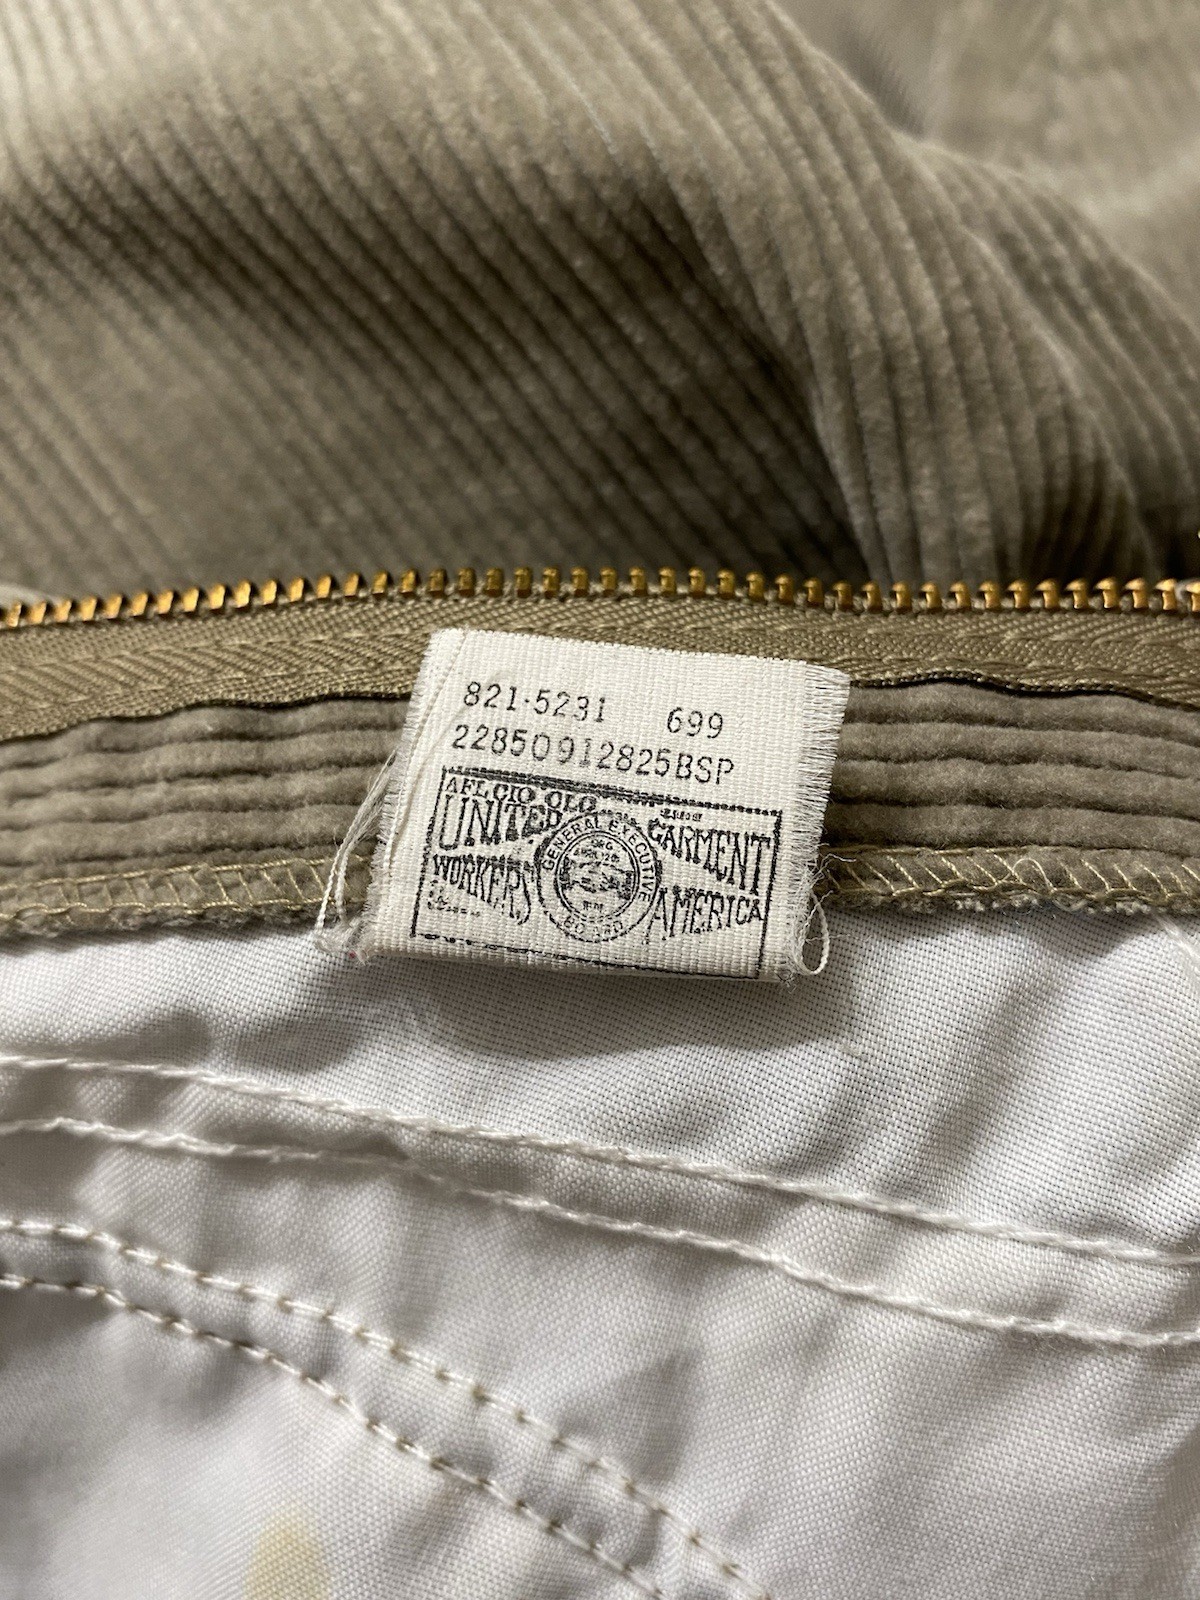 821-5231 699
22850912825BSP
AFL CIO CLC
UNITED GARMENT
WORKERS AMERICA
GENERAL EXECUTIVE
BOARD